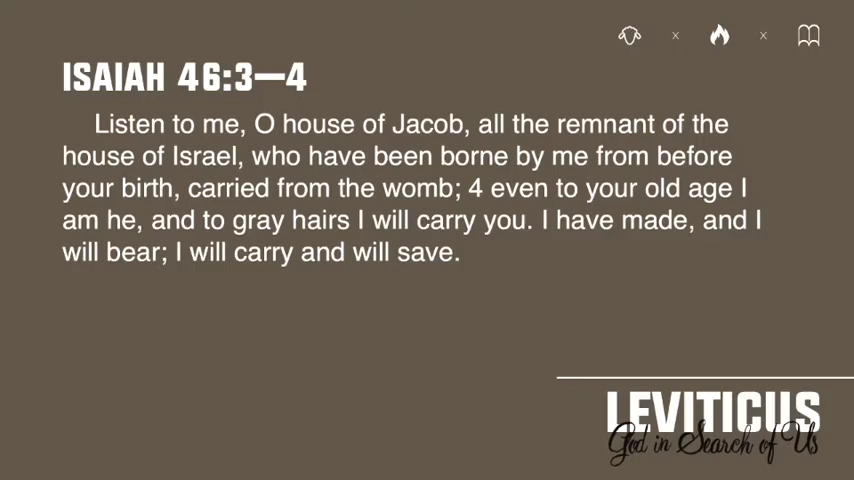 ISAIAH 46:3—4
Listen to me, O house of Jacob, all the remnant of the
house of Israel, who have been borne by me from before
your birth, carried from the womb; 4 even to your old age I
am he, and to gray hairs I will carry you. I have made, and I
will bear; I will carry and will save.
LEVITICUS
God in Search of Us